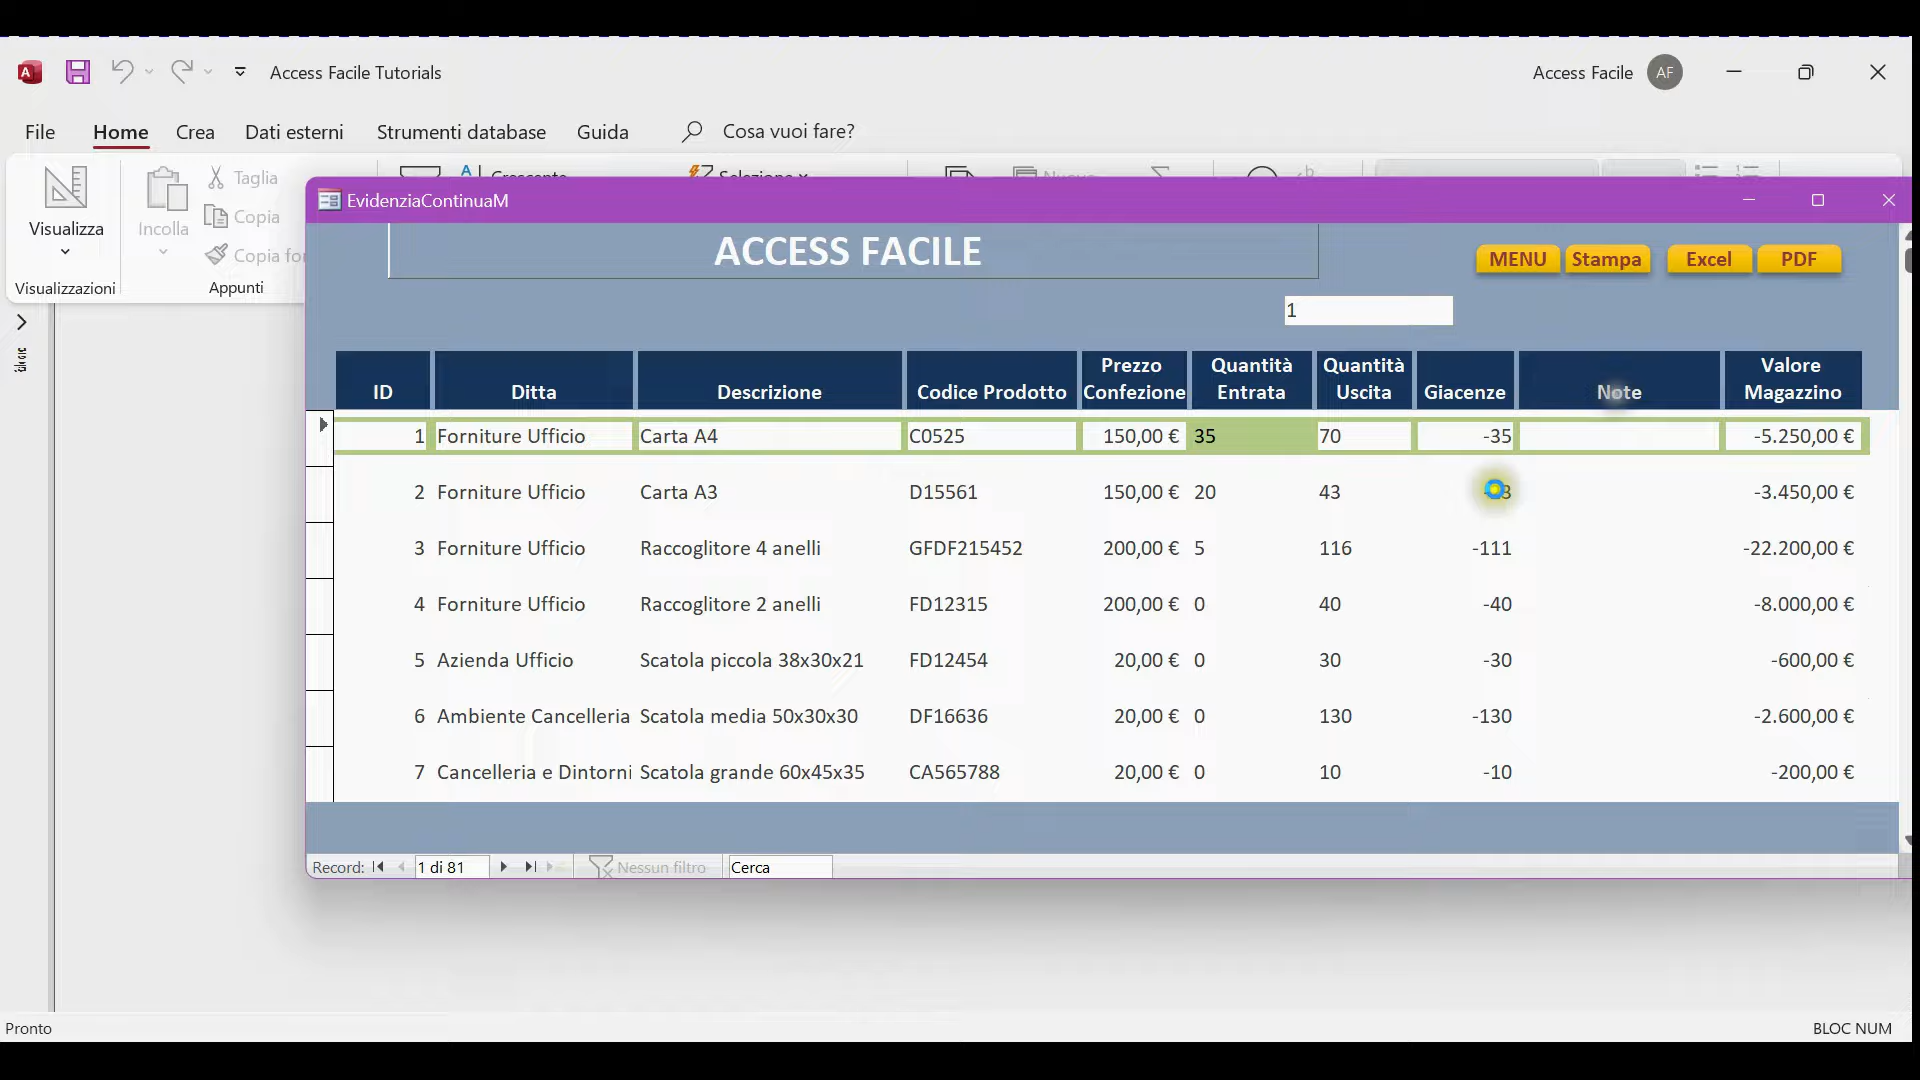 Access Facile Tutorials
Access Facile AF
File Home Crea Dati esterni Strumenti database Guida Cosa vuoi fare?
Visualizza
Visualizzazioni
Incolla
Taglia
Copia
Copia for
Appunti
Crescente
Selezione
Nuovo
EvidenziaContinuaM
ACCESS FACILE
MENU Stampa Excel PDF
1
ID Ditta Descrizione Codice Prodotto Prezzo Confezione Quantità Entrata Quantità Uscita Giacenze Note Valore Magazzino
1 Forniture Ufficio Carta A4 C0525 150,00 € 35 70 -35 -5.250,00 €
2 Forniture Ufficio Carta A3 D15561 150,00 € 20 43 -3.450,00 €
3 Forniture Ufficio Raccoglitore 4 anelli GFDF215452 200,00 € 5 116 -111 -22.200,00 €
4 Forniture Ufficio Raccoglitore 2 anelli FD12315 200,00 € 0 40 -40 -8.000,00 €
5 Azienda Ufficio Scatola piccola 38x30x21 FD12454 20,00 € 0 30 -30 -600,00 €
6 Ambiente Cancelleria Scatola media 50x30x30 DF16636 20,00 € 0 130 -130 -2.600,00 €
7 Cancelleria e Dintorni Scatola grande 60x45x35 CA565788 20,00 € 0 10 -10 -200,00 €
Record: 1 di 81 Nessun filtro Cerca
Pronto BLOC NUM